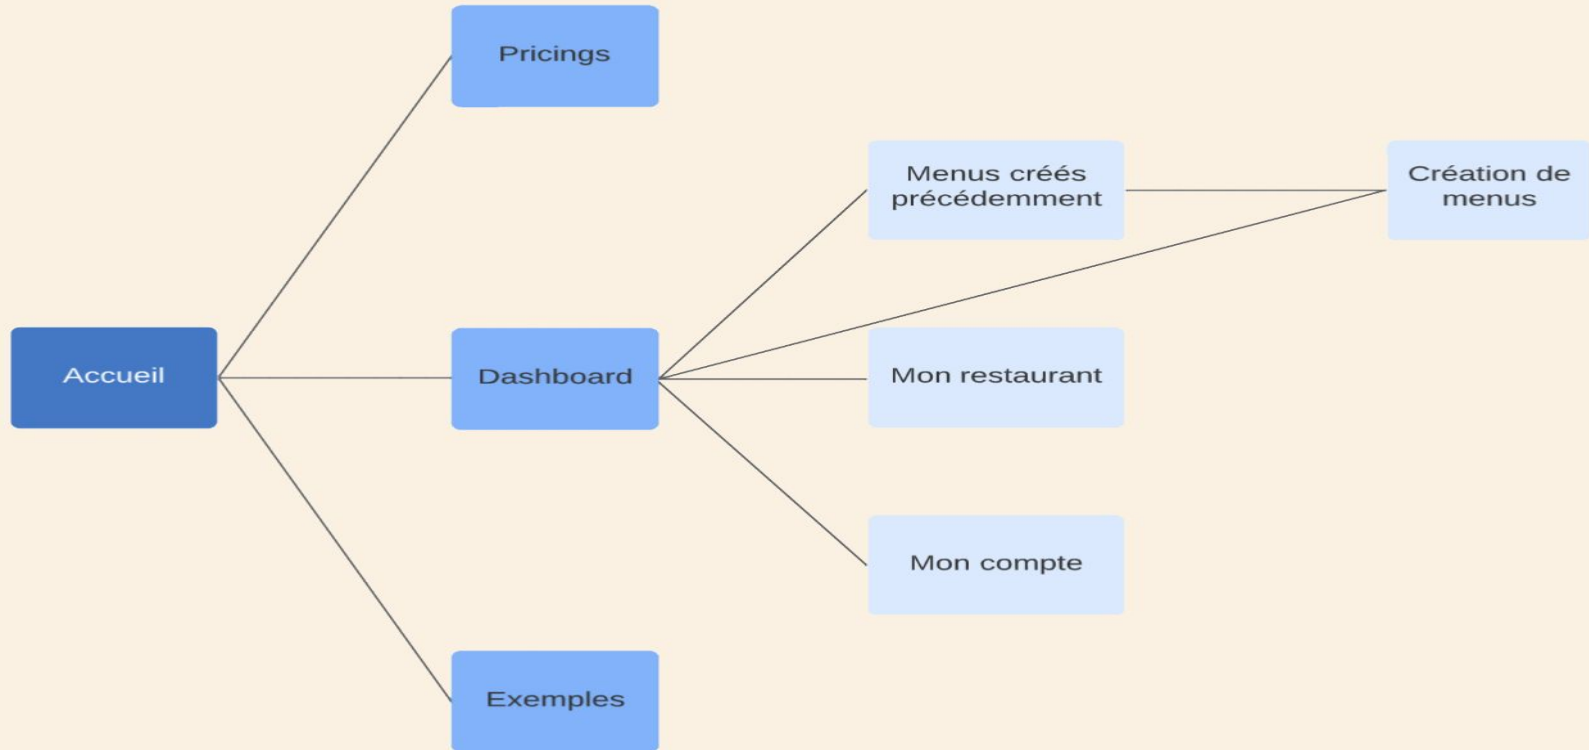 Pricings
Menus créés
précédemment
Création de
menus
Accueil
Dashboard
Mon restaurant
Mon compte
Exemples